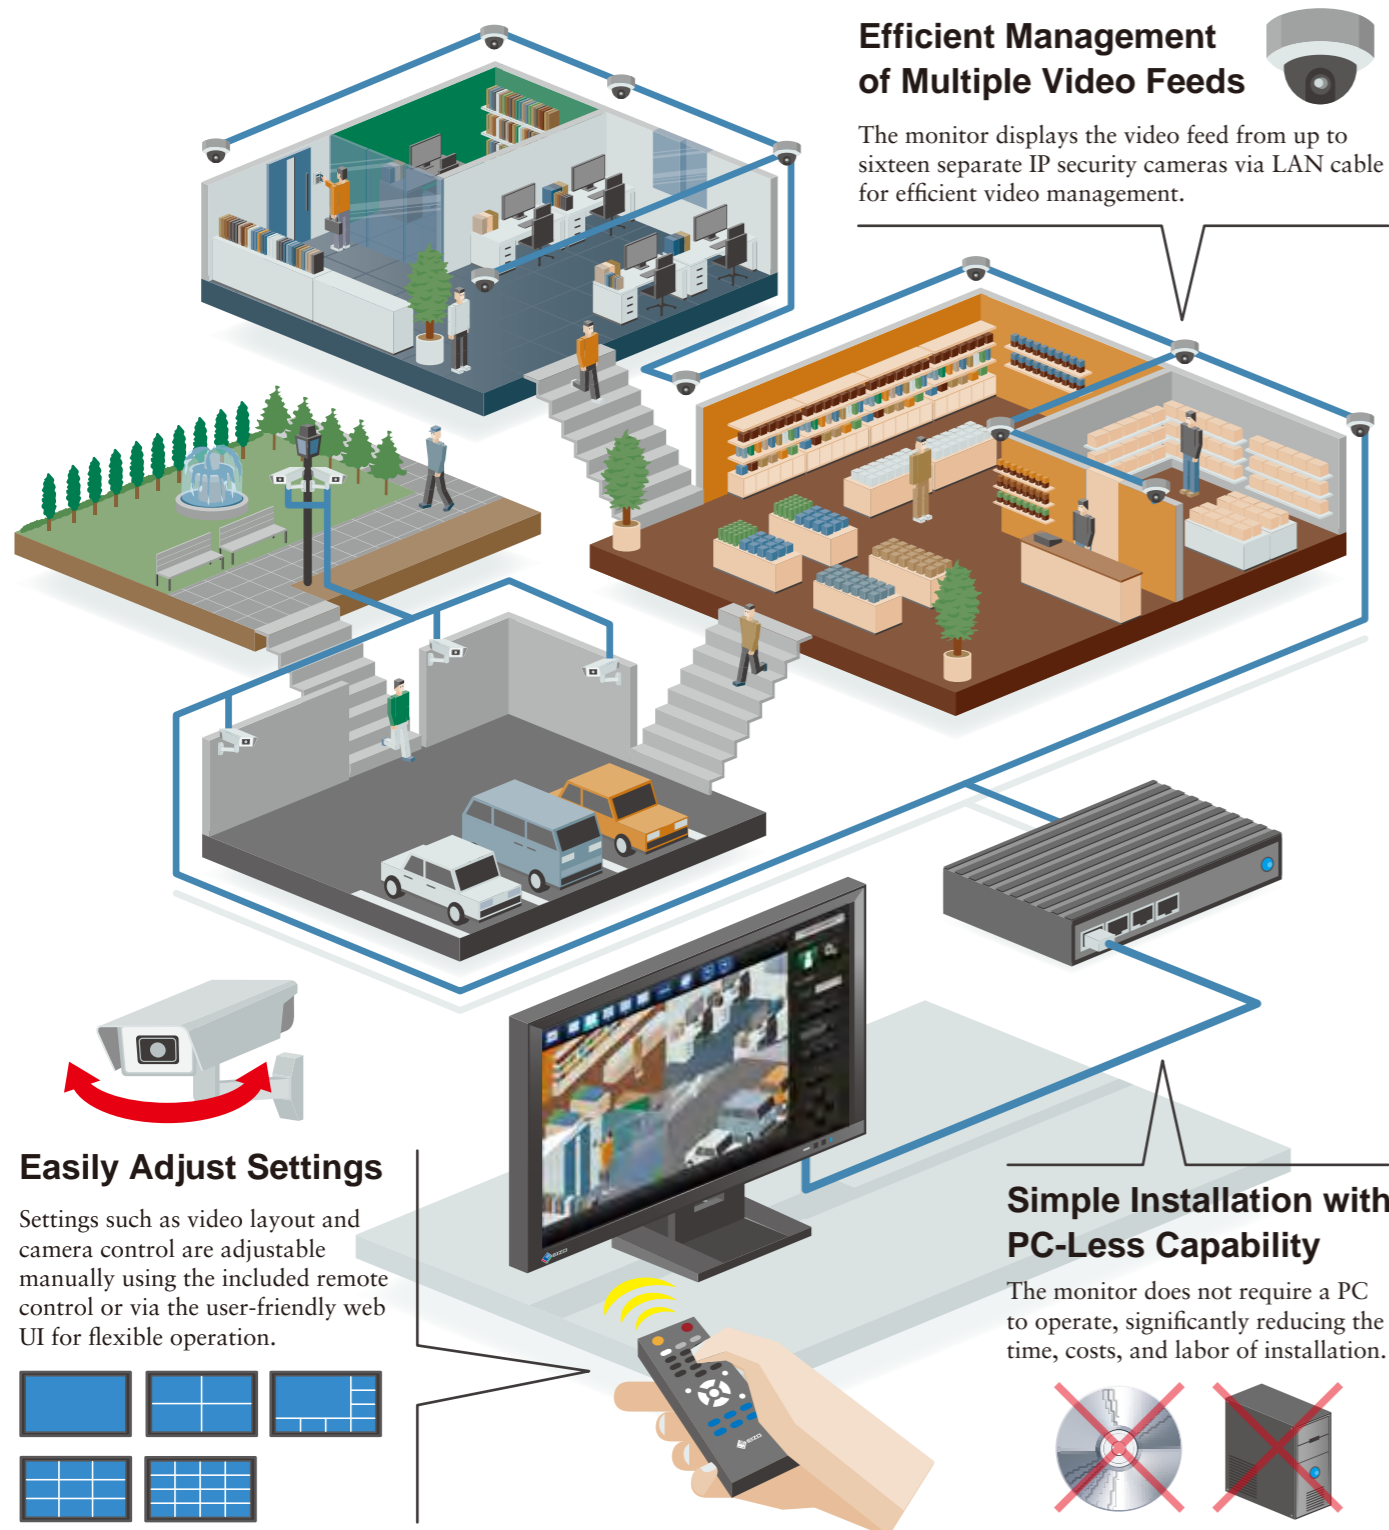 Efficient Management
of Multiple Video Feeds
The monitor displays the video feed from up to
sixteen separate IP security cameras via LAN cable
for efficient video management.
Easily Adjust Settings
Settings such as video layout and
camera control are adjustable
manually using the included remote
control or via the user-friendly web
UI for flexible operation.
EIZO
EIZO
Simple Installation with
PC-Less Capability
The monitor does not require a PC
to operate, significantly reducing the
time, costs, and labor of installation.